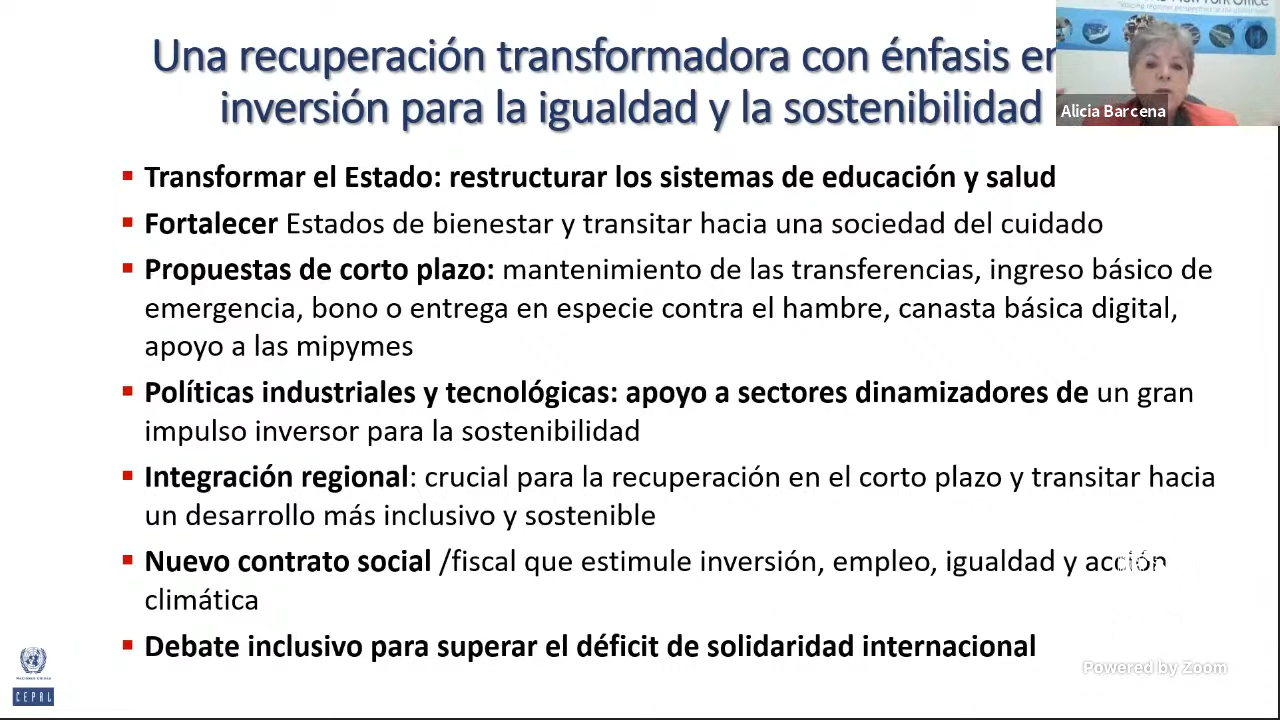 Una recuperación transformadora con énfasis en
inversión para la igualdad y la sostenibilidad
Alicia Barcena
Transformar el Estado: restructurar los sistemas de educación y salud
Fortalecer Estados de bienestar y transitar hacia una sociedad del cuidado
Propuestas de corto plazo: mantenimiento de las transferencias, ingreso básico de
emergencia, bono o entrega en especie contra el hambre, canasta básica digital,
apoyo a las mipymes
Políticas industriales y tecnológicas: apoyo a sectores dinamizadores de un gran
impulso inversor para la sostenibilidad
Integración regional: crucial para la recuperación en el corto plazo y transitar hacia
un desarrollo más inclusivo y sostenible
Nuevo contrato social /fiscal que estimule inversión, empleo, igualdad y acción
climática
Debate inclusivo para superar el déficit de solidaridad internacional
NACIONES UNIDAS
CEPAL
Powered by Zoom